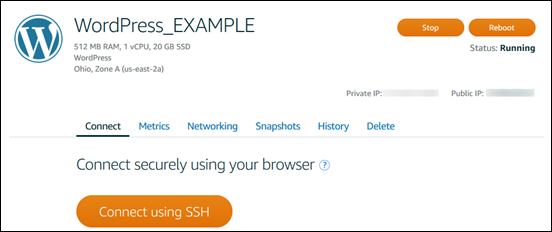 WordPress_EXAMPLE
512 MB RAM, 1 vCPU, 20 GB SSD
WordPress
Ohio, Zone A (us-east-2a)
Stop Reboot
Status: Running
Private IP: Public IP:
Connect Metrics Networking Snapshots History Delete
Connect securely using your browser ?
Connect using SSH